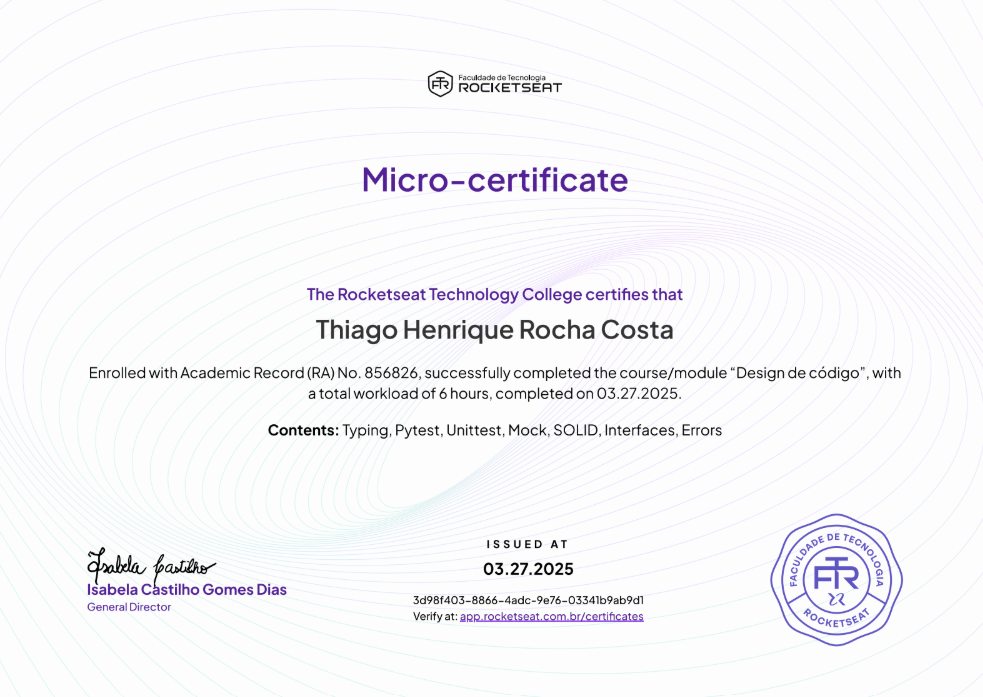 Faculdade de Tecnologia
ROCKETSEAT
Micro-certificate
The Rocketseat Technology College certifies that
Thiago Henrique Rocha Costa
Enrolled with Academic Record (RA) No. 856826, successfully completed the course/module “Design de código”, with
a total workload of 6 hours, completed on 03.27.2025.
Contents: Typing, Pytest, Unittest, Mock, SOLID, Interfaces, Errors
Isabela Castilho
Isabela Castilho Gomes Dias
General Director
ISSUED AT
03.27.2025
3d98f403-8866-4adc-9e76-03341b9ab9d1
Verify at: app.rocketseat.com.br/certificates
FACULDADE DE TECNOLOGIA
FTR
ROCKETSEAT